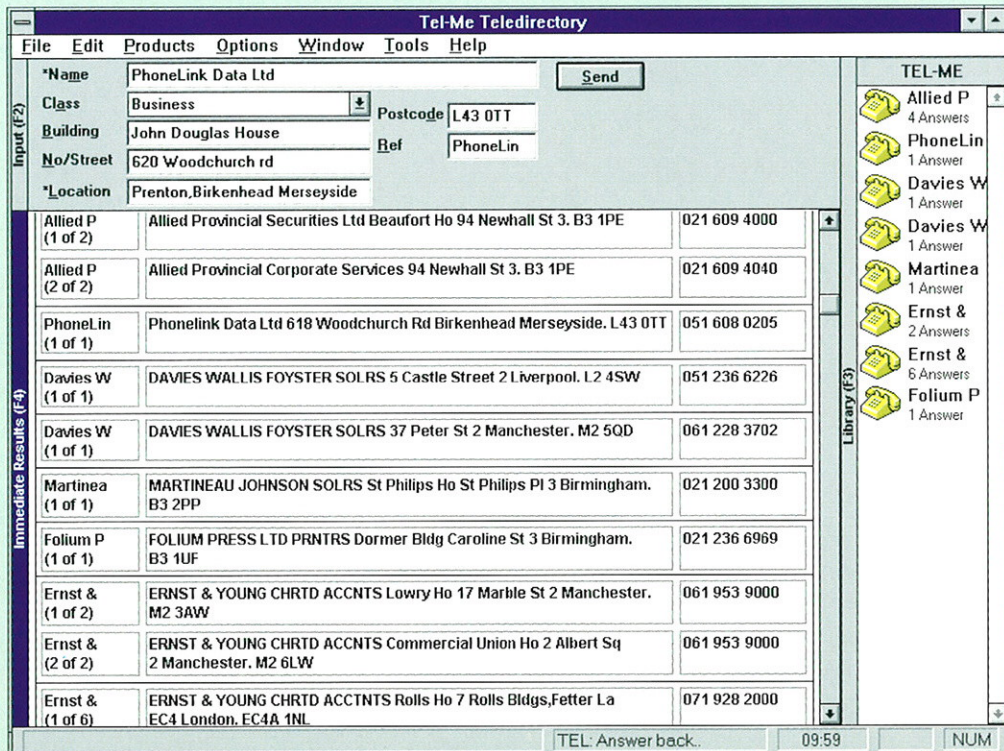 Tel-Me Teledirectory
File Edit Products Options Window Tools Help
Input (F2)
*Name PhoneLink Data Ltd Send
Class Business
Postcode L43 0TT
Building John Douglas House
Ref PhoneLin
No/Street 620 Woodchurch rd
*Location Prenton,Birkenhead Merseyside
Immediate Results (F4)
Allied P Allied Provincial Securities Ltd Beaufort Ho 94 Newhall St 3. B3 1PE 021 609 4000
(1 of 2)
Allied P Allied Provincial Corporate Services 94 Newhall St 3. B3 1PE 021 609 4040
(2 of 2)
PhoneLin Phonelink Data Ltd 618 Woodchurch Rd Birkenhead Merseyside. L43 0TT 051 608 0205
(1 of 1)
Davies W DAVIES WALLIS FOYSTER SOLRS 5 Castle Street 2 Liverpool. L2 4SW 051 236 6226
(1 of 1)
Davies W DAVIES WALLIS FOYSTER SOLRS 37 Peter St 2 Manchester. M2 5QD 061 228 3702
(1 of 1)
Martinea MARTINEAU JOHNSON SOLRS St Philips Ho St Philips Pl 3 Birmingham. 021 200 3300
(1 of 1) B3 2PP
Folium P FOLIUM PRESS LTD PRNTRS Dormer Bldg Caroline St 3 Birmingham. 021 236 6969
(1 of 1) B3 1UF
Ernst & ERNST & YOUNG CHRTD ACCNTS Lowry Ho 17 Marble St 2 Manchester. 061 953 9000
(1 of 2) M2 3AW
Ernst & ERNST & YOUNG CHRTD ACCNTS Commercial Union Ho 2 Albert Sq 061 953 9000
(2 of 2) 2 Manchester. M2 6LW
Ernst & ERNST & YOUNG CHRTD ACCTNTS Rolls Ho 7 Rolls Bldgs,Fetter La 071 928 2000
(1 of 6) EC4 London. EC4A 1NL
Library (F3)
TEL-ME
Allied P
4 Answers
PhoneLin
1 Answer
Davies W
1 Answer
Davies W
1 Answer
Martinea
1 Answer
Ernst &
2 Answers
Ernst &
6 Answers
Folium P
1 Answer
TEL: Answer back.. 09:59 NUM